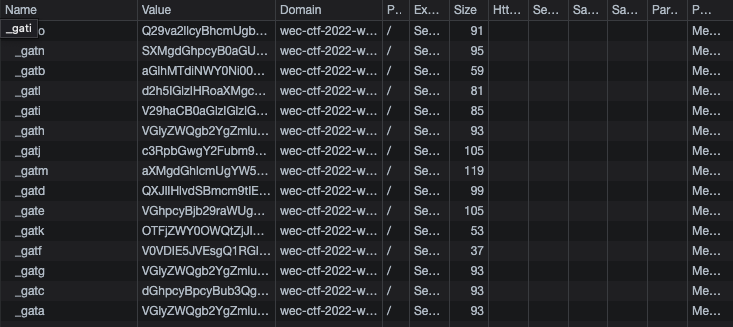 Name Value Domain P.. Ex... Size Htt... Se... Sa... Sa... Par... P...
_gati o Q29va2llcyBhcmUgb... wec-ctf-2022-w... / Se... 91 Me...
_gatn SXMgdGhpcyB0aGU... wec-ctf-2022-w... / Se... 95 Me...
_gatb aGlhMTdiNWY0Ni00... wec-ctf-2022-w... / Se... 59 Me...
_gatl d2h5IGlzIHRoaXMgc... wec-ctf-2022-w... / Se... 81 Me...
_gati V29haCB0aGlzIGlzIG... wec-ctf-2022-w... / Se... 85 Me...
_gath VGlyZWQgb2YgZmlu... wec-ctf-2022-w... / Se... 93 Me...
_gatj c3RpbGwgY2Fubm9... wec-ctf-2022-w... / Se... 105 Me...
_gatm aXMgdGhlcmUgYW5... wec-ctf-2022-w... / Se... 119 Me...
_gatd QXJlIHlvdSBmcm9tIE... wec-ctf-2022-w... / Se... 99 Me...
_gate VGhpcyBjb29raWUg... wec-ctf-2022-w... / Se... 105 Me...
_gatk OTFjZWY0OWQtZjJl... wec-ctf-2022-w... / Se... 53 Me...
_gatf V0VDIE5JVEsgQ1RGI... wec-ctf-2022-w... / Se... 37 Me...
_gatg VGlyZWQgb2YgZmlu... wec-ctf-2022-w... / Se... 93 Me...
_gatc dGhpcyBpcyBub3Qg... wec-ctf-2022-w... / Se... 93 Me...
_gata VGlyZWQgb2YgZmlu... wec-ctf-2022-w... / Se... 93 Me...